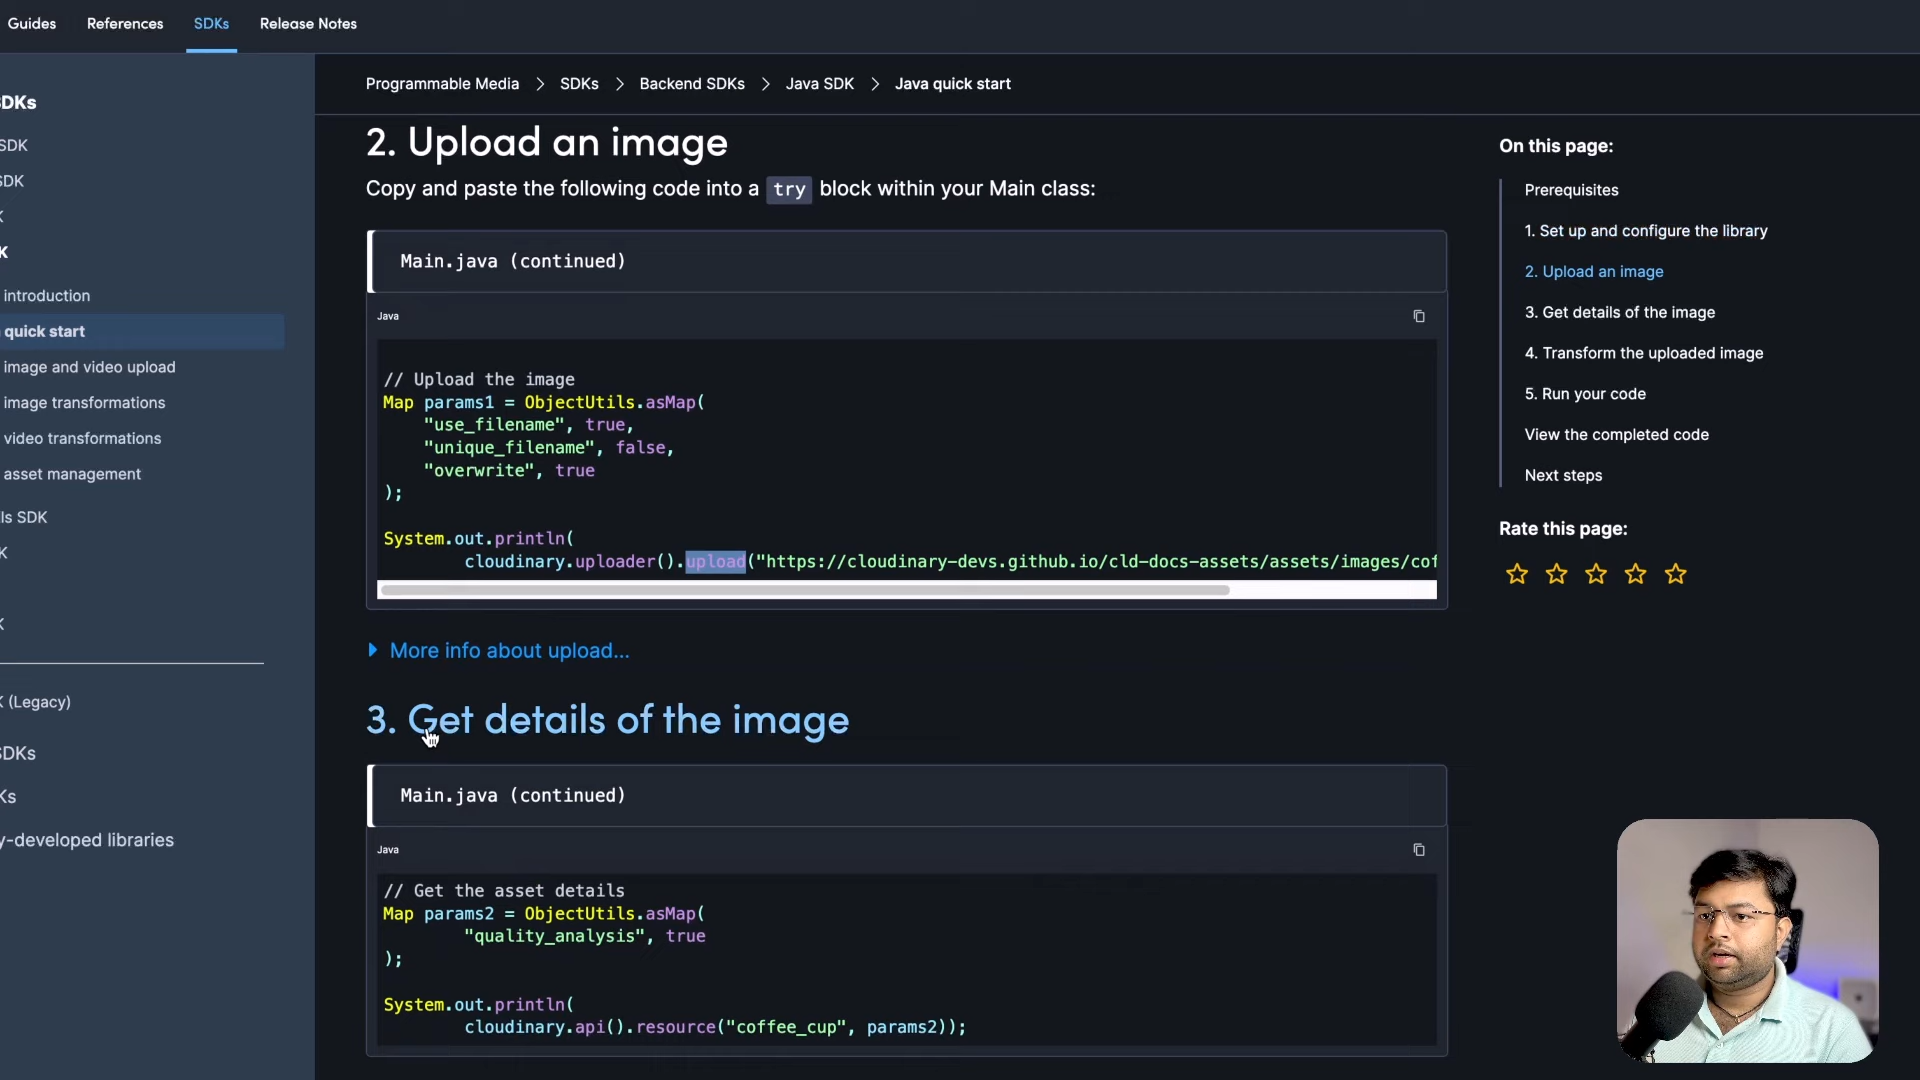 Guides References SDKs Release Notes
SDKs
SDK
SDK
K
K
introduction
quick start
image and video upload
image transformations
video transformations
asset management
ls SDK
K
K
K (Legacy)
SDKs
Ks
y-developed libraries
Programmable Media > SDKs > Backend SDKs > Java SDK > Java quick start
2. Upload an image
Copy and paste the following code into a try block within your Main class:
Main.java (continued)
Java
// Upload the image
Map params1 = ObjectUtils.asMap(
    "use_filename", true,
    "unique_filename", false,
    "overwrite", true
);
System.out.println(
        cloudinary.uploader().upload("https://cloudinary-devs.github.io/cld-docs-assets/assets/images/cof
More info about upload...
3. Get details of the image
Main.java (continued)
Java
// Get the asset details
Map params2 = ObjectUtils.asMap(
        "quality_analysis", true
);
System.out.println(
        cloudinary.api().resource("coffee_cup", params2));
On this page:
Prerequisites
1. Set up and configure the library
2. Upload an image
3. Get details of the image
4. Transform the uploaded image
5. Run your code
View the completed code
Next steps
Rate this page: